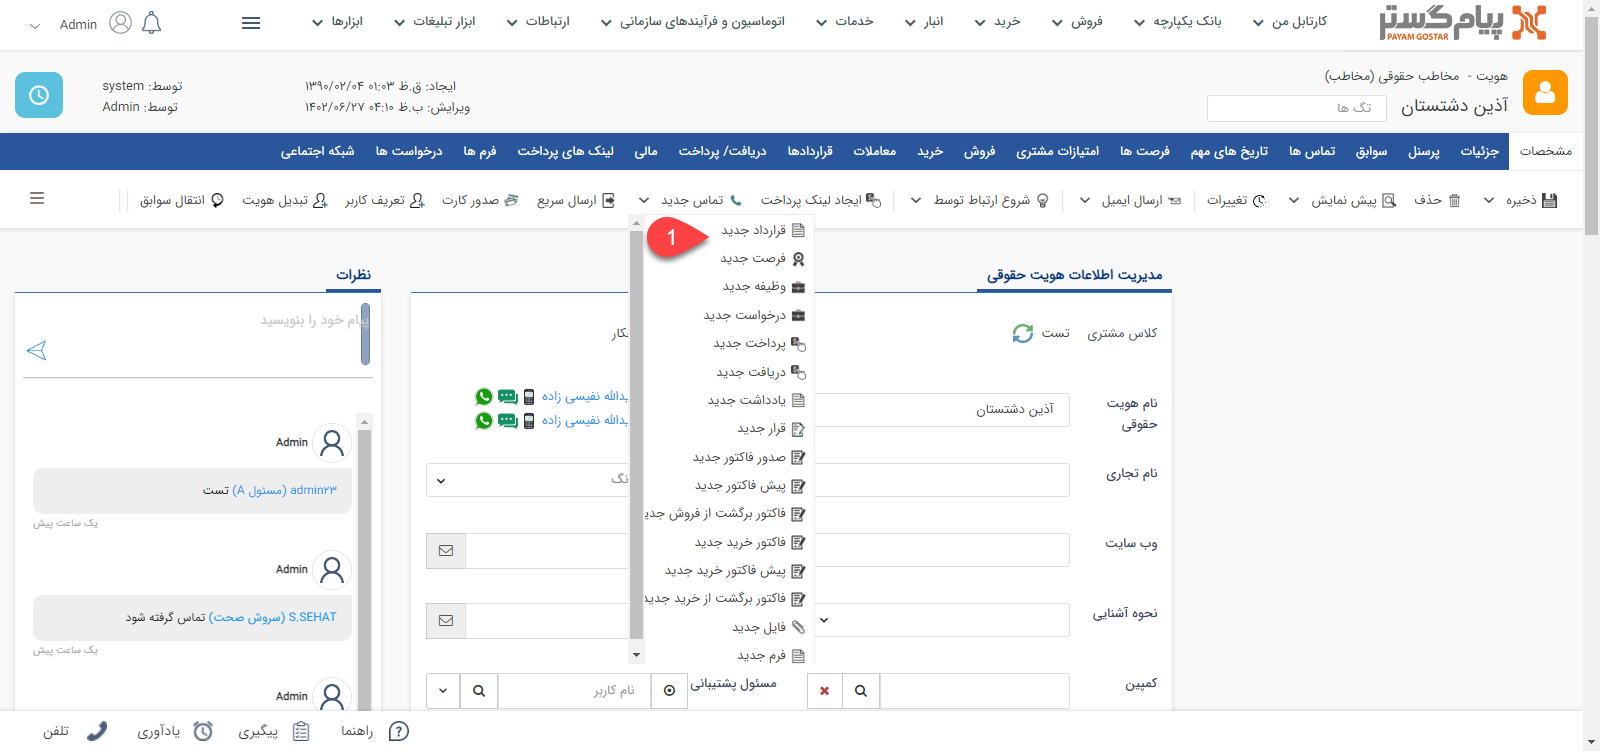 پیام گستر
PAYAM GOSTAR
کارتابل من
بانک یکپارچه
فروش
خرید
انبار
خدمات
اتوماسیون و فرآیندهای سازمانی
ارتباطات
ابزار تبلیغات
ابزارها
Admin
هویت - مخاطب حقوقی (مخاطب)
آذین دشتستان
تگ ها
ایجاد: ق.ظ ۰۱:۰۳ ۱۳۹۰/۰۲/۰۴
توسط: system
ویرایش: ب.ظ ۰۴:۱۰ ۱۴۰۲/۰۶/۲۷
توسط: Admin
مشخصات
جزئیات
پرسنل
سوابق
تماس ها
تاریخ های مهم
فرصت ها
امتیازات مشتری
فروش
خرید
معاملات
قراردادها
دریافت/ پرداخت
مالی
لینک های پرداخت
فرم ها
درخواست ها
شبکه اجتماعی
ذخیره
حذف
پیش نمایش
تغییرات
ارسال ایمیل
شروع ارتباط توسط
ایجاد لینک پرداخت
تماس جدید
ارسال سریع
صدور کارت
تعریف کاربر
تبدیل هویت
انتقال سوابق
1
قرارداد جدید
فرصت جدید
وظیفه جدید
درخواست جدید
پرداخت جدید
دریافت جدید
یادداشت جدید
قرار جدید
صدور فاکتور جدید
پیش فاکتور جدید
فاکتور برگشت از فروش جدید
فاکتور خرید جدید
پیش فاکتور خرید جدید
فاکتور برگشت از خرید جدید
فایل جدید
فرم جدید
مدیریت اطلاعات هویت حقوقی
کلاس مشتری
تست
نام هویت حقوقی
آذین دشتستان
نام تجاری
وب سایت
نحوه آشنایی
کمپین
مسئول پشتیبانی
نام کاربر
نفیسی زاده
نفیسی زاده
نظرات
پیام خود را بنویسید
Admin
admin۲۳ (مسئول A) تست
یک ساعت پیش
Admin
S.SEHAT (سروش صحت) تماس گرفته شود
یک ساعت پیش
Admin
راهنما
پیگیری
یادآوری
تلفن